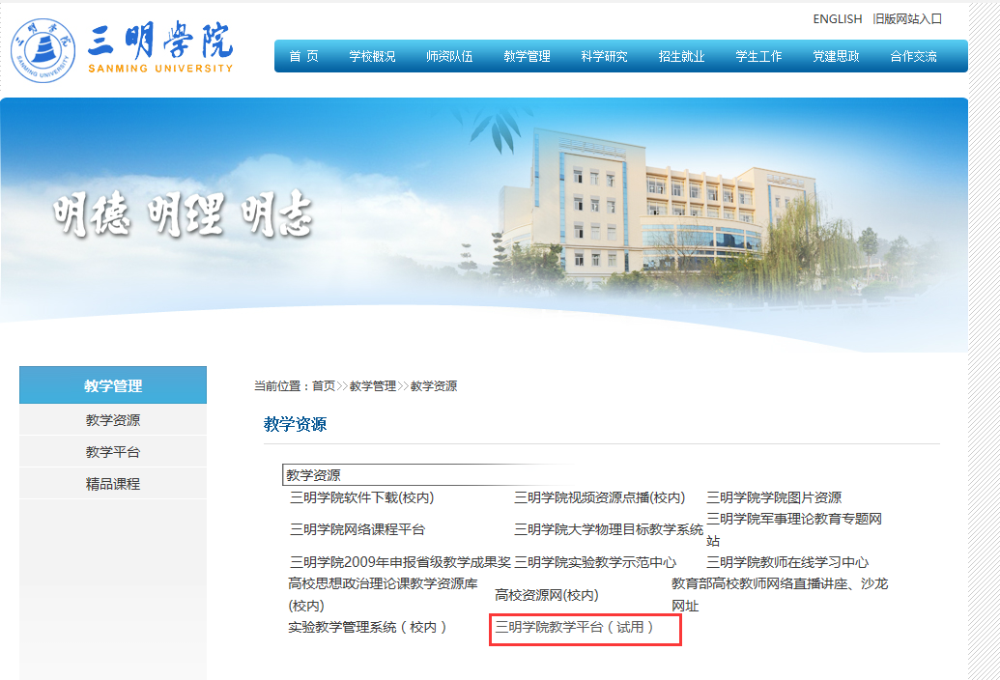 ENGLISH 旧版网站入口
三明学院
SANMING UNIVERSITY
三明学院
SANMING UNIVERSITY
首 页 学校概况 师资队伍 教学管理 科学研究 招生就业 学生工作 党建思政 合作交流
明德 明理 明志
教学管理
教学资源
教学平台
精品课程
当前位置：首页>>教学管理>>教学资源
教学资源
教学资源
三明学院软件下载(校内) 三明学院视频资源点播(校内) 三明学院学院图片资源
三明学院网络课程平台 三明学院大学物理目标教学系统 三明学院军事理论教育专题网
站
三明学院2009年申报省级教学成果奖 三明学院实验教学示范中心 三明学院教师在线学习中心
高校思想政治理论课教学资源库
(校内)
高校资源网(校内)
教育部高校教师网络直播讲座、沙龙
网址
实验教学管理系统（校内） 三明学院教学平台（试用）